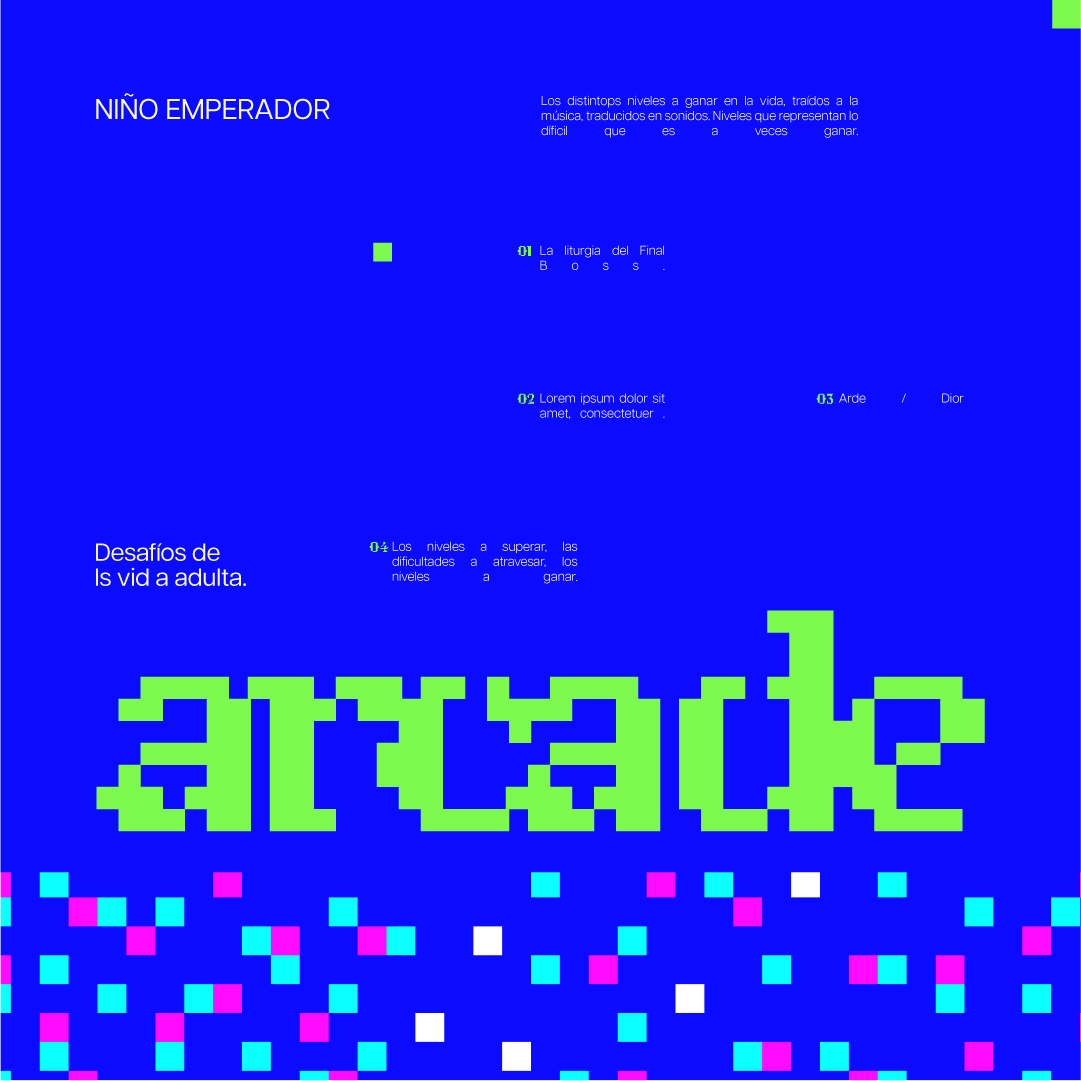 NIÑO EMPERADOR
Los distintops niveles a ganar en la vida, traídos a la
música, traducidos en sonidos. Niveles que representan lo
díficil que es a veces ganar.
01 La liturgia del Final
Boss.
02 Lorem ipsum dolor sit
amet, consectetuer .
03 Arde / Dior
Desafíos de
ls vid a adulta.
04 Los niveles a superar, las
dificultades a atravesar, los
niveles a ganar.
arcade